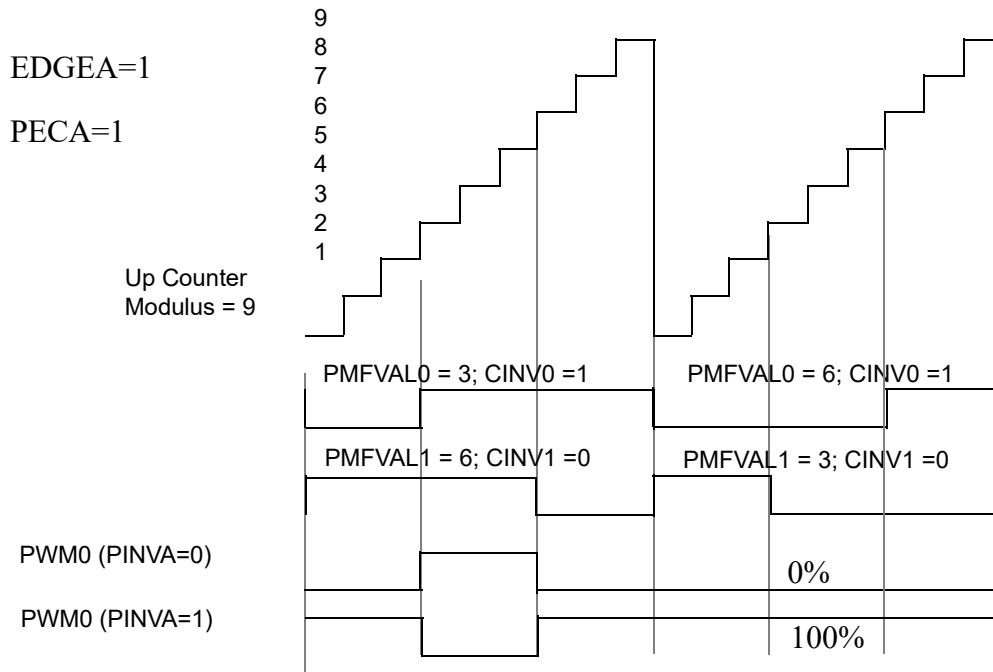 9
8
EDGEA=1
7
6
PECA=1
5
4
3
2
1
Up Counter
Modulus = 9
PMFVAL0 = 3; CINV0 =1
PMFVAL0 = 6; CINV0 =1
PMFVAL1 = 6; CINV1 =0
PMFVAL1 = 3; CINV1 =0
PWM0 (PINVA=0)
0%
PWM0 (PINVA=1)
100%